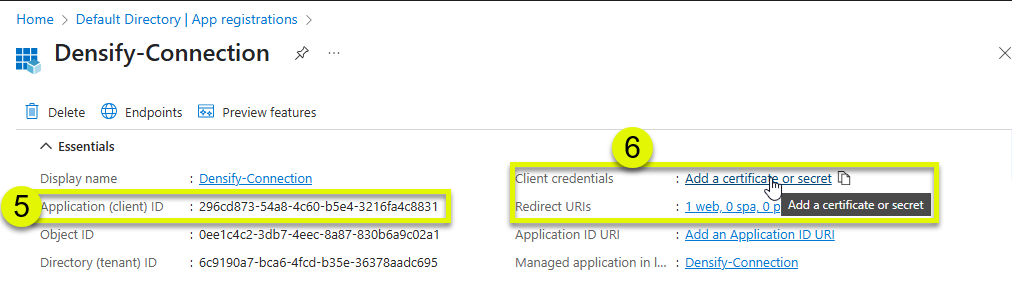 Home > Default Directory | App registrations >
Densify-Connection
Delete Endpoints Preview features
Essentials
6
Display name : Densify-Connection
Client credentials : Add a certificate or secret
5
Application (client) ID : 296cd873-54a8-4c60-b5e4-3216fa4c8831
Redirect URIs : 1 web, 0 spa, 0 p
Add a certificate or secret
Object ID : 0ee1c4c2-3db7-4eec-8a87-830b6a9c02a1
Application ID URI : Add an Application ID URI
Directory (tenant) ID : 6c9190a7-bca6-4fcd-b35e-36378aadc695
Managed application in l... : Densify-Connection